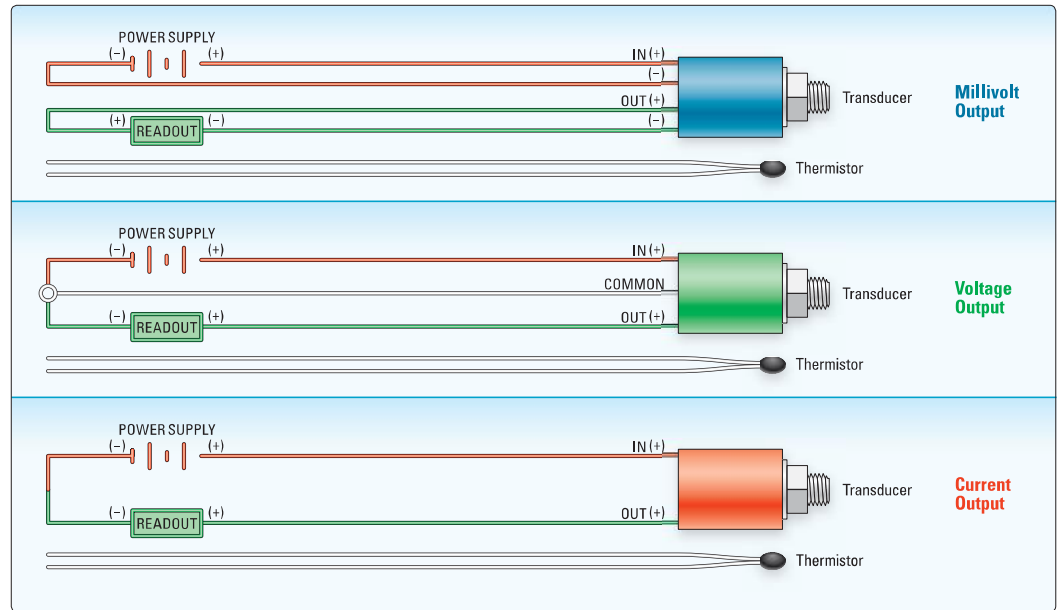 POWER SUPPLY
(-) (+) IN (+)
(-)
Transducer
Millivolt
Output
OUT (+)
(+) READOUT (-) (-)
Thermistor
POWER SUPPLY
(-) (+) IN (+)
COMMON
Transducer
Voltage
Output
(-) READOUT (+) OUT (+)
Thermistor
POWER SUPPLY
(-) (+) IN (+)
Transducer
Current
Output
(-) READOUT (+) OUT (+)
Thermistor